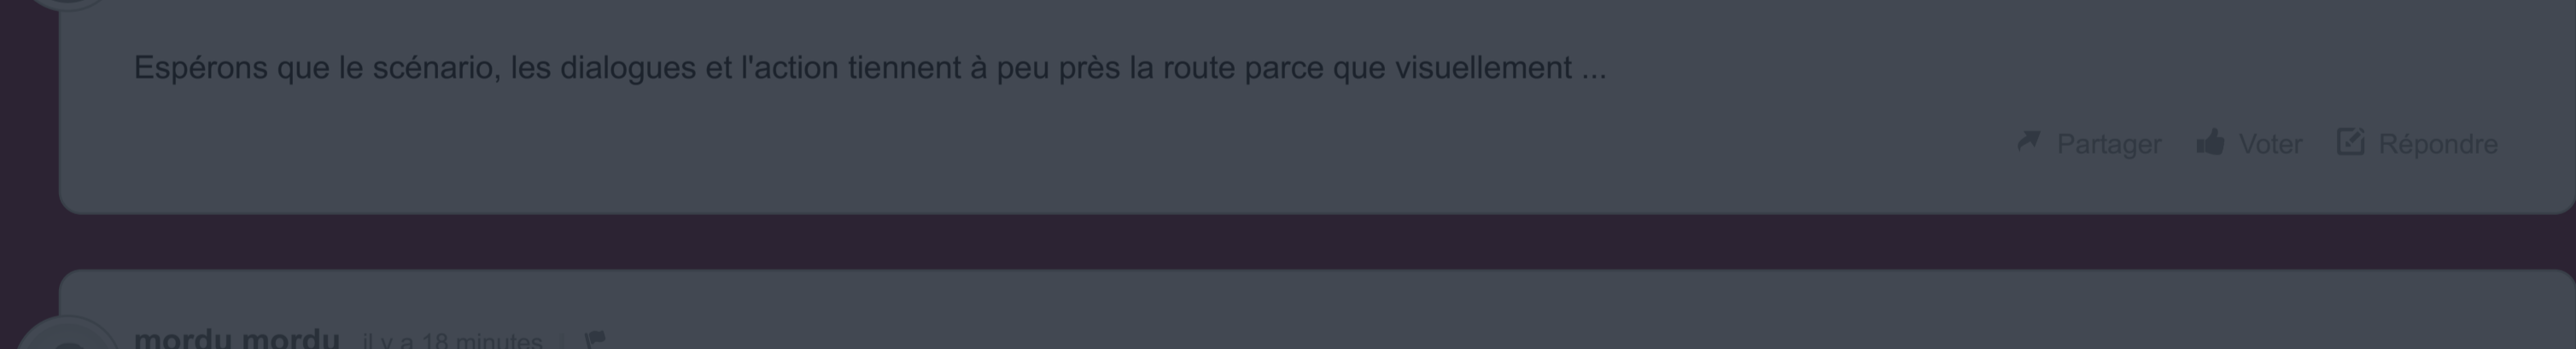 Espérons que le scénario, les dialogues et l'action tiennent à peu près la route parce que visuellement ...
Partager Voter Répondre
mordu mordu il y a 18 minutes